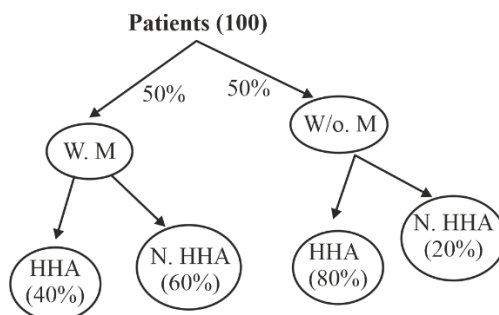 Patients (100)
50%
50%
W. M
W/o. M
HHA
(40%)
N. HHA
(60%)
HHA
(80%)
N. HHA
(20%)